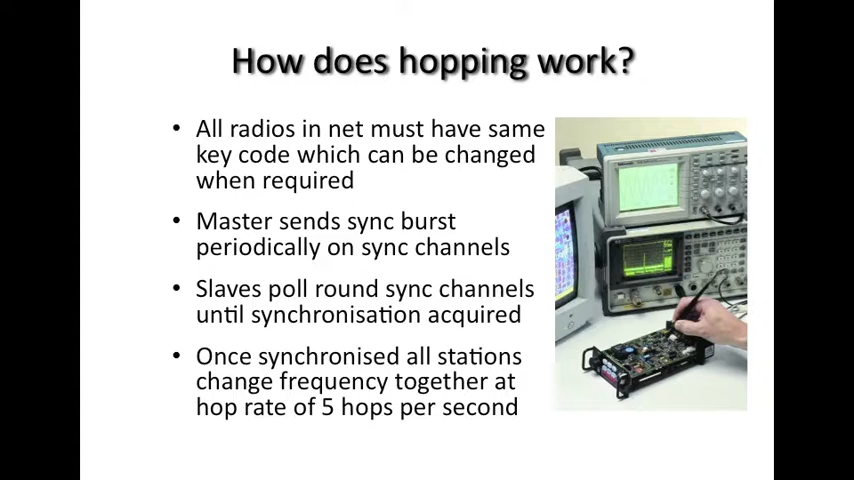 How does hopping work?
• All radios in net must have same
key code which can be changed
when required
• Master sends sync burst
periodically on sync channels
• Slaves poll round sync channels
until synchronisation acquired
• Once synchronised all stations
change frequency together at
hop rate of 5 hops per second